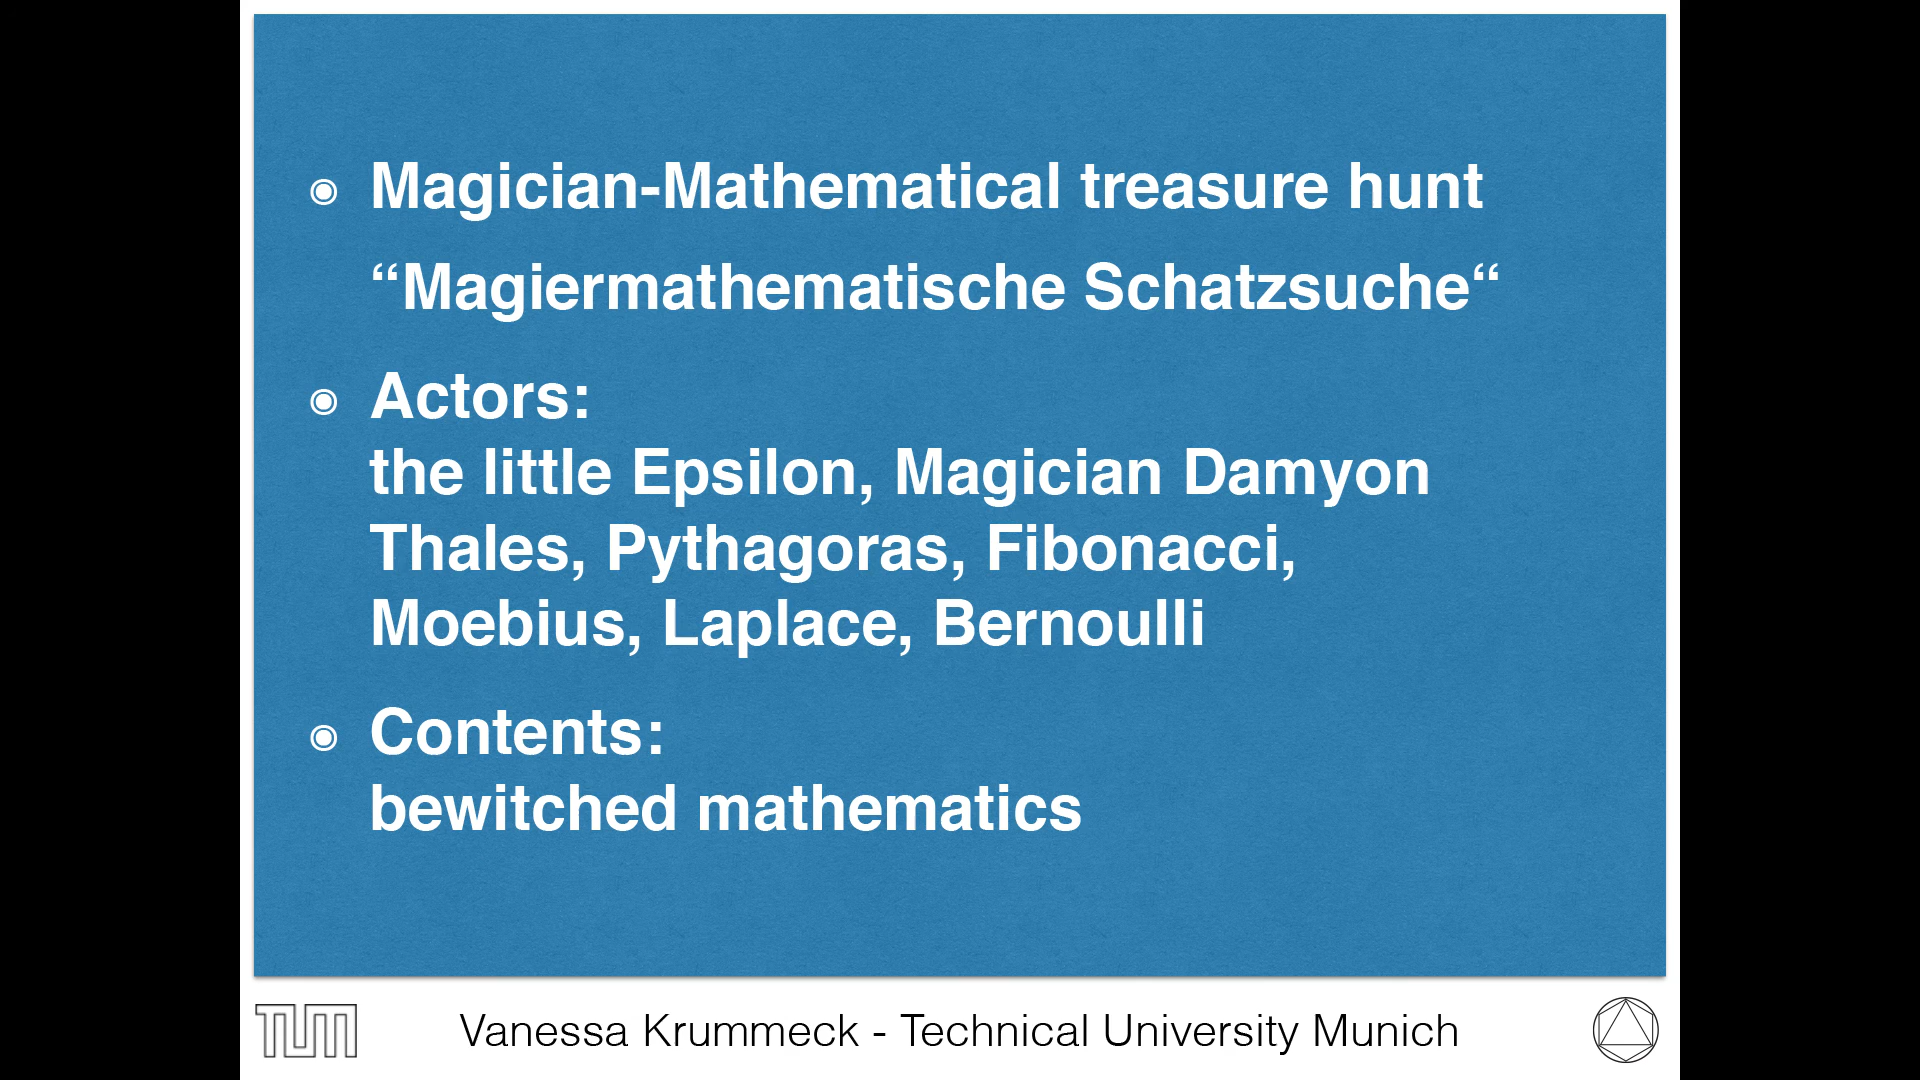 Magician-Mathematical treasure hunt
“Magiermathematische Schatzsuche“
Actors:
the little Epsilon, Magician Damyon
Thales, Pythagoras, Fibonacci,
Moebius, Laplace, Bernoulli
Contents:
bewitched mathematics
TUM
Vanessa Krummeck - Technical University Munich